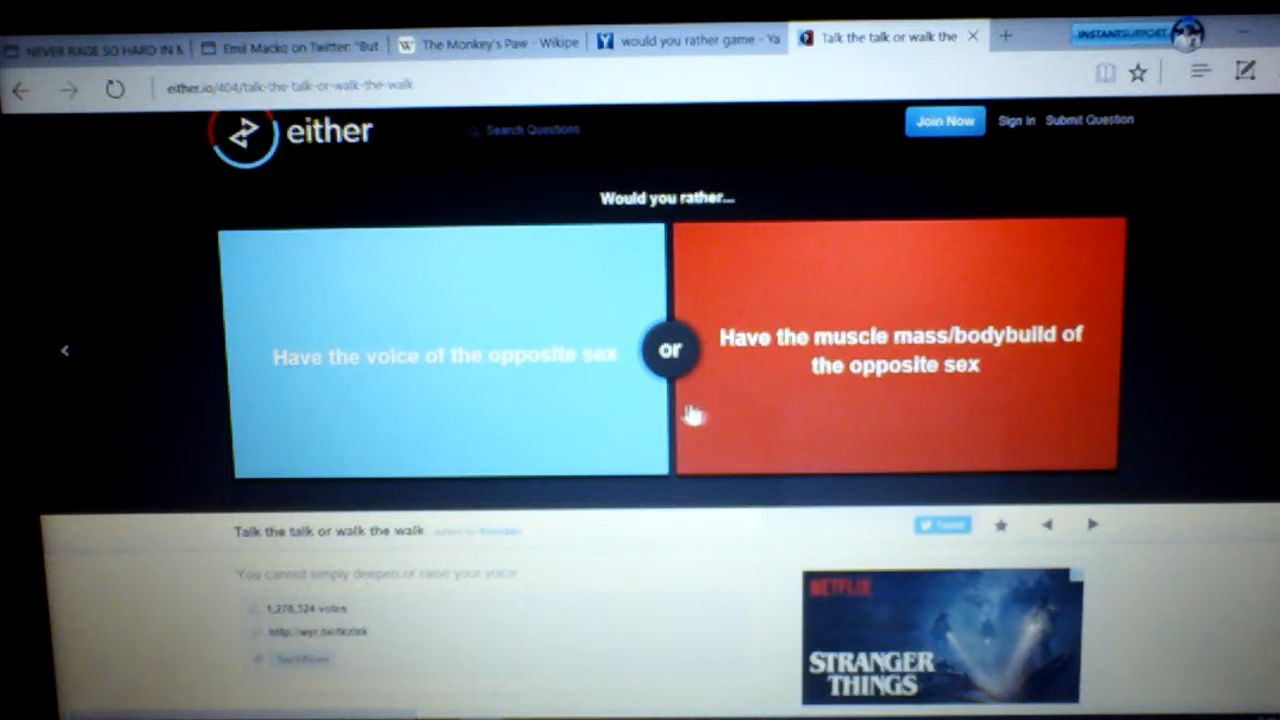 NEVER RAGE SO HARD IN M
Emil Macko on Twitter: "But
The Monkey's Paw - Wikipe
would you rather game - Ya
Talk the talk or walk the
INSTANTSUPPORT
either.io/404/talk-the-talk-or-walk-the-walk
either
Search Questions
Join Now
Sign In
Submit Question
Would you rather...
Have the voice of the opposite sex
or
Have the muscle mass/bodybuild of
the opposite sex
Talk the talk or walk the walk
added by
Tweet
You cannot simply deepen or raise your voice
1,278,324 votes
NETFLIX
STRANGER
THINGS